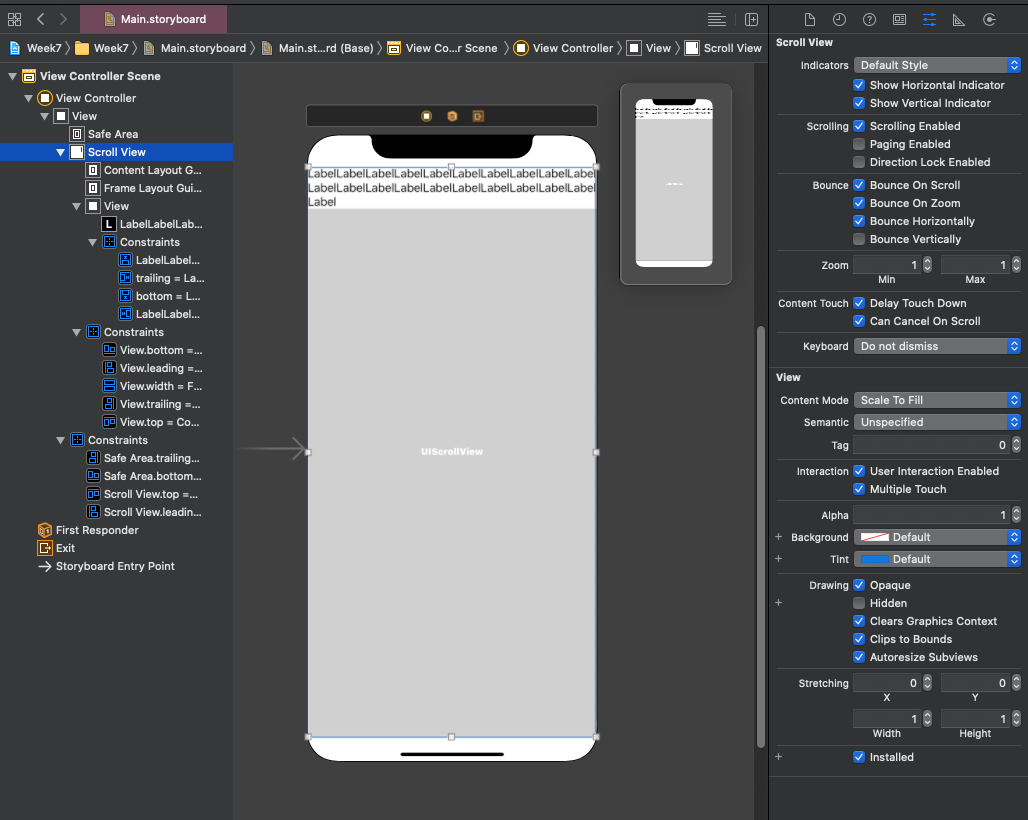 Main.storyboard
Week7
Week7
Main.storyboard
Main.st...rd (Base)
View Co...r Scene
View Controller
View
Scroll View
View Controller Scene
View Controller
View
Safe Area
Scroll View
Content Layout G...
Frame Layout Gui...
View
L LabelLabelLab...
Constraints
LabelLabel...
trailing = La...
bottom = L...
LabelLabel...
Constraints
View.bottom =...
View.leading =...
View.width = F...
View.trailing =...
View.top = Co...
Constraints
Safe Area.trailing...
Safe Area.bottom...
Scroll View.top =...
Scroll View.leadin...
First Responder
Exit
Storyboard Entry Point
LabelLabelLabelLabelLabelLabelLabelLabelLabelLabel
LabelLabelLabelLabelLabelLabelLabelLabelLabelLabel
Label
UIScrollView
Scroll View
Indicators Default Style
Show Horizontal Indicator
Show Vertical Indicator
Scrolling Scrolling Enabled
Paging Enabled
Direction Lock Enabled
Bounce Bounce On Scroll
Bounce On Zoom
Bounce Horizontally
Bounce Vertically
Zoom 1 1
Min Max
Content Touch Delay Touch Down
Can Cancel On Scroll
Keyboard Do not dismiss
View
Content Mode Scale To Fill
Semantic Unspecified
Tag 0
Interaction User Interaction Enabled
Multiple Touch
Alpha 1
+ Background Default
+ Tint Default
Drawing Opaque
+ Hidden
Clears Graphics Context
Clips to Bounds
Autoresize Subviews
Stretching 0 0
X Y
1 1
Width Height
+ Installed